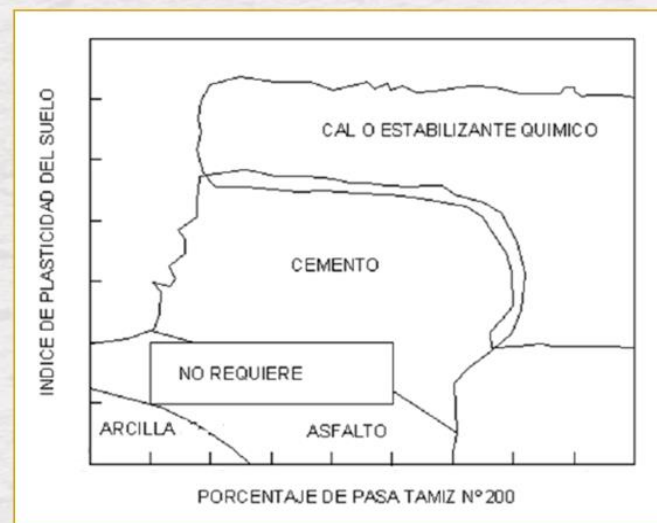 CAL O ESTABILIZANTE QUIMICO
INDICE DE PLASTICIDAD DEL SUELO
CEMENTO
NO REQUIERE
ARCILLA
ASFALTO
PORCENTAJE DE PASA TAMIZ Nº 200